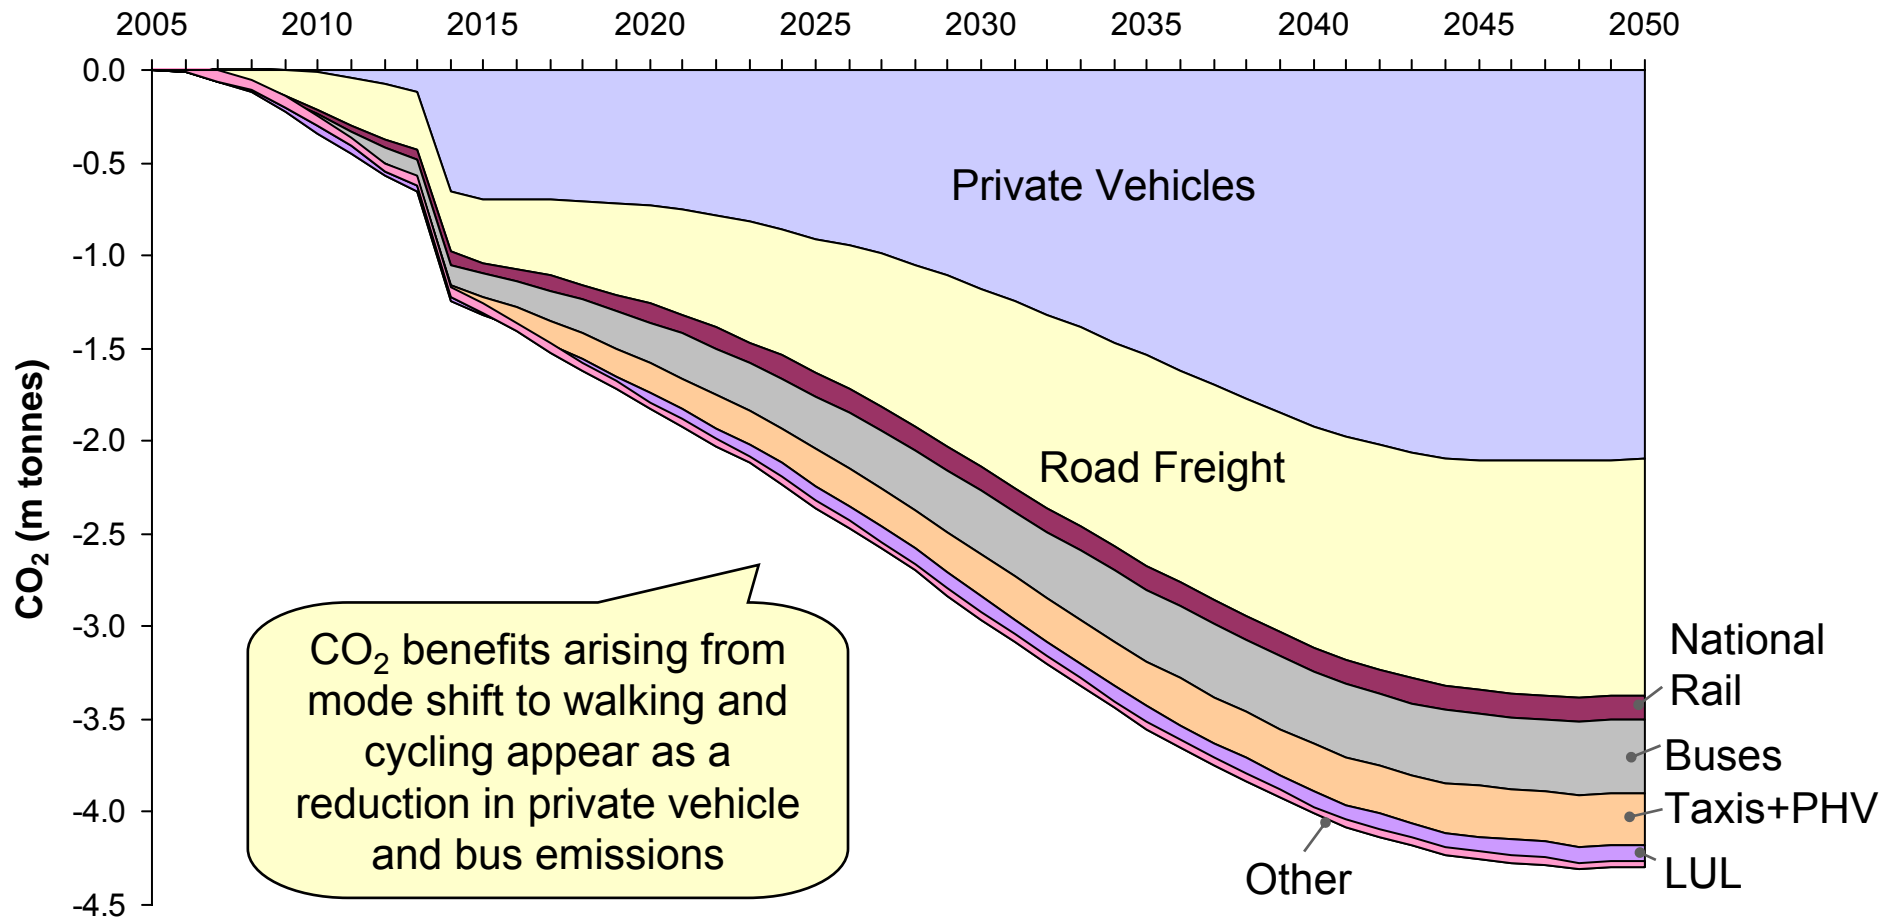 2005 2010 2015 2020 2025 2030 2035 2040 2045 2050
0.0
-0.5
-1.0
-1.5
-2.0
-2.5
-3.0
-3.5
-4.0
-4.5
CO₂ (m tonnes)
Private Vehicles
Road Freight
CO₂ benefits arising from
mode shift to walking and
cycling appear as a
reduction in private vehicle
and bus emissions
National
Rail
Buses
Taxis+PHV
LUL
Other